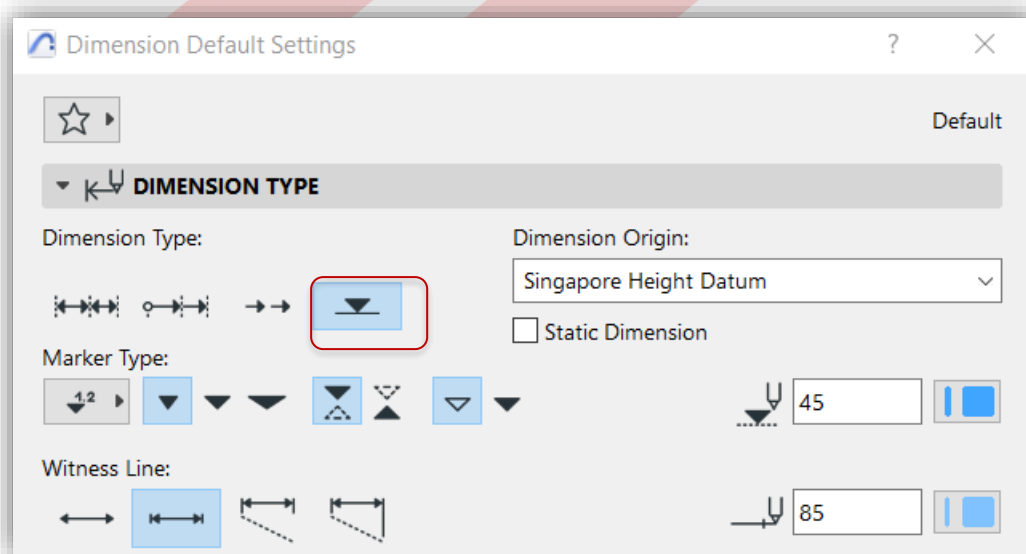 Dimension Default Settings ?
Default
DIMENSION TYPE
Dimension Type:
Dimension Origin:
Singapore Height Datum
Static Dimension
Marker Type:
1.2
45
Witness Line:
85